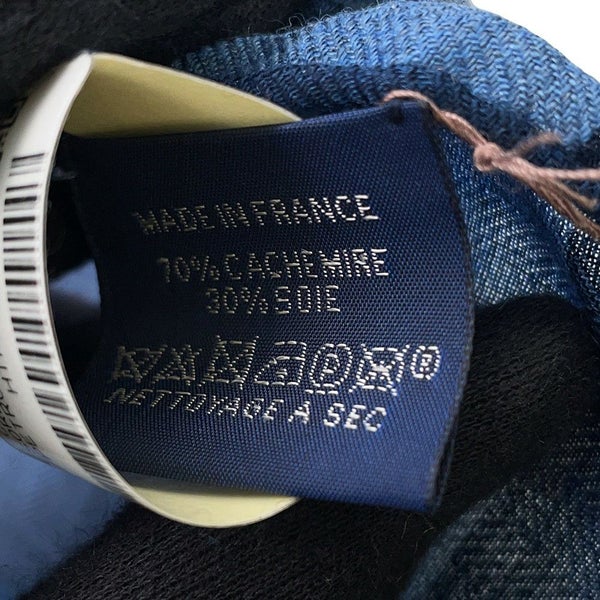 MADE IN FRANCE
70% CACHEMIRE
30% SOIE
NETTOYAGE A SEC